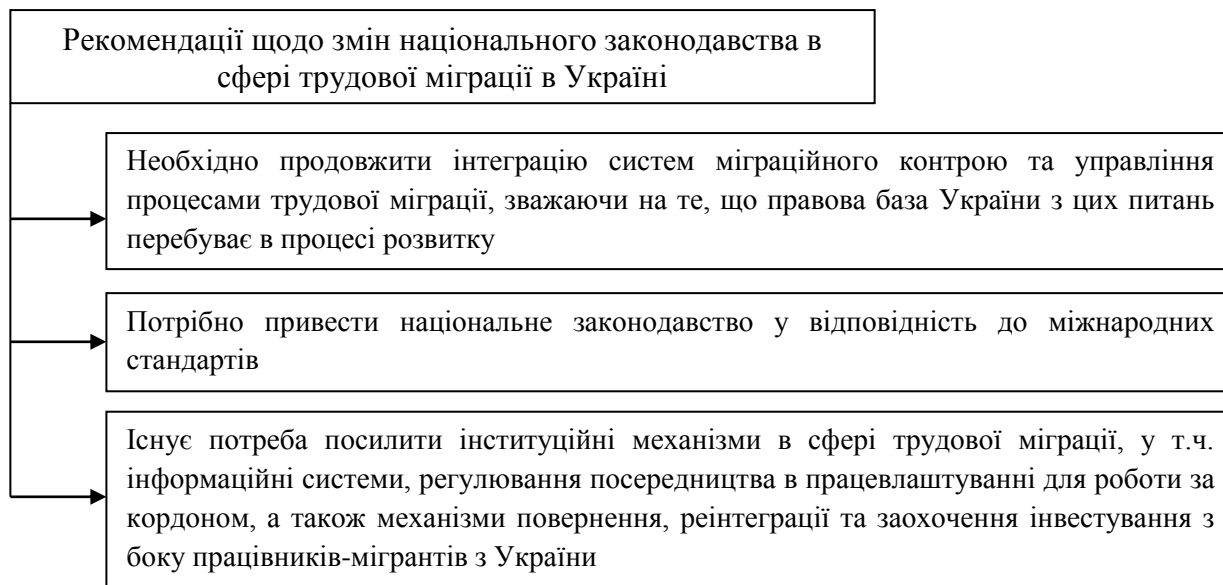 Рекомендації щодо змін національного законодавства в
сфері трудової міграції в Україні
Необхідно продовжити інтеграцію систем міграційного контрою та управління
процесами трудової міграції, зважаючи на те, що правова база України з цих питань
перебуває в процесі розвитку
Потрібно привести національне законодавство у відповідність до міжнародних
стандартів
Існує потреба посилити інституційні механізми в сфері трудової міграції, у т.ч.
інформаційні системи, регулювання посередництва в працевлаштуванні для роботи за
кордоном, а також механізми повернення, реінтеграції та заохочення інвестування з
боку працівників-мігрантів з України